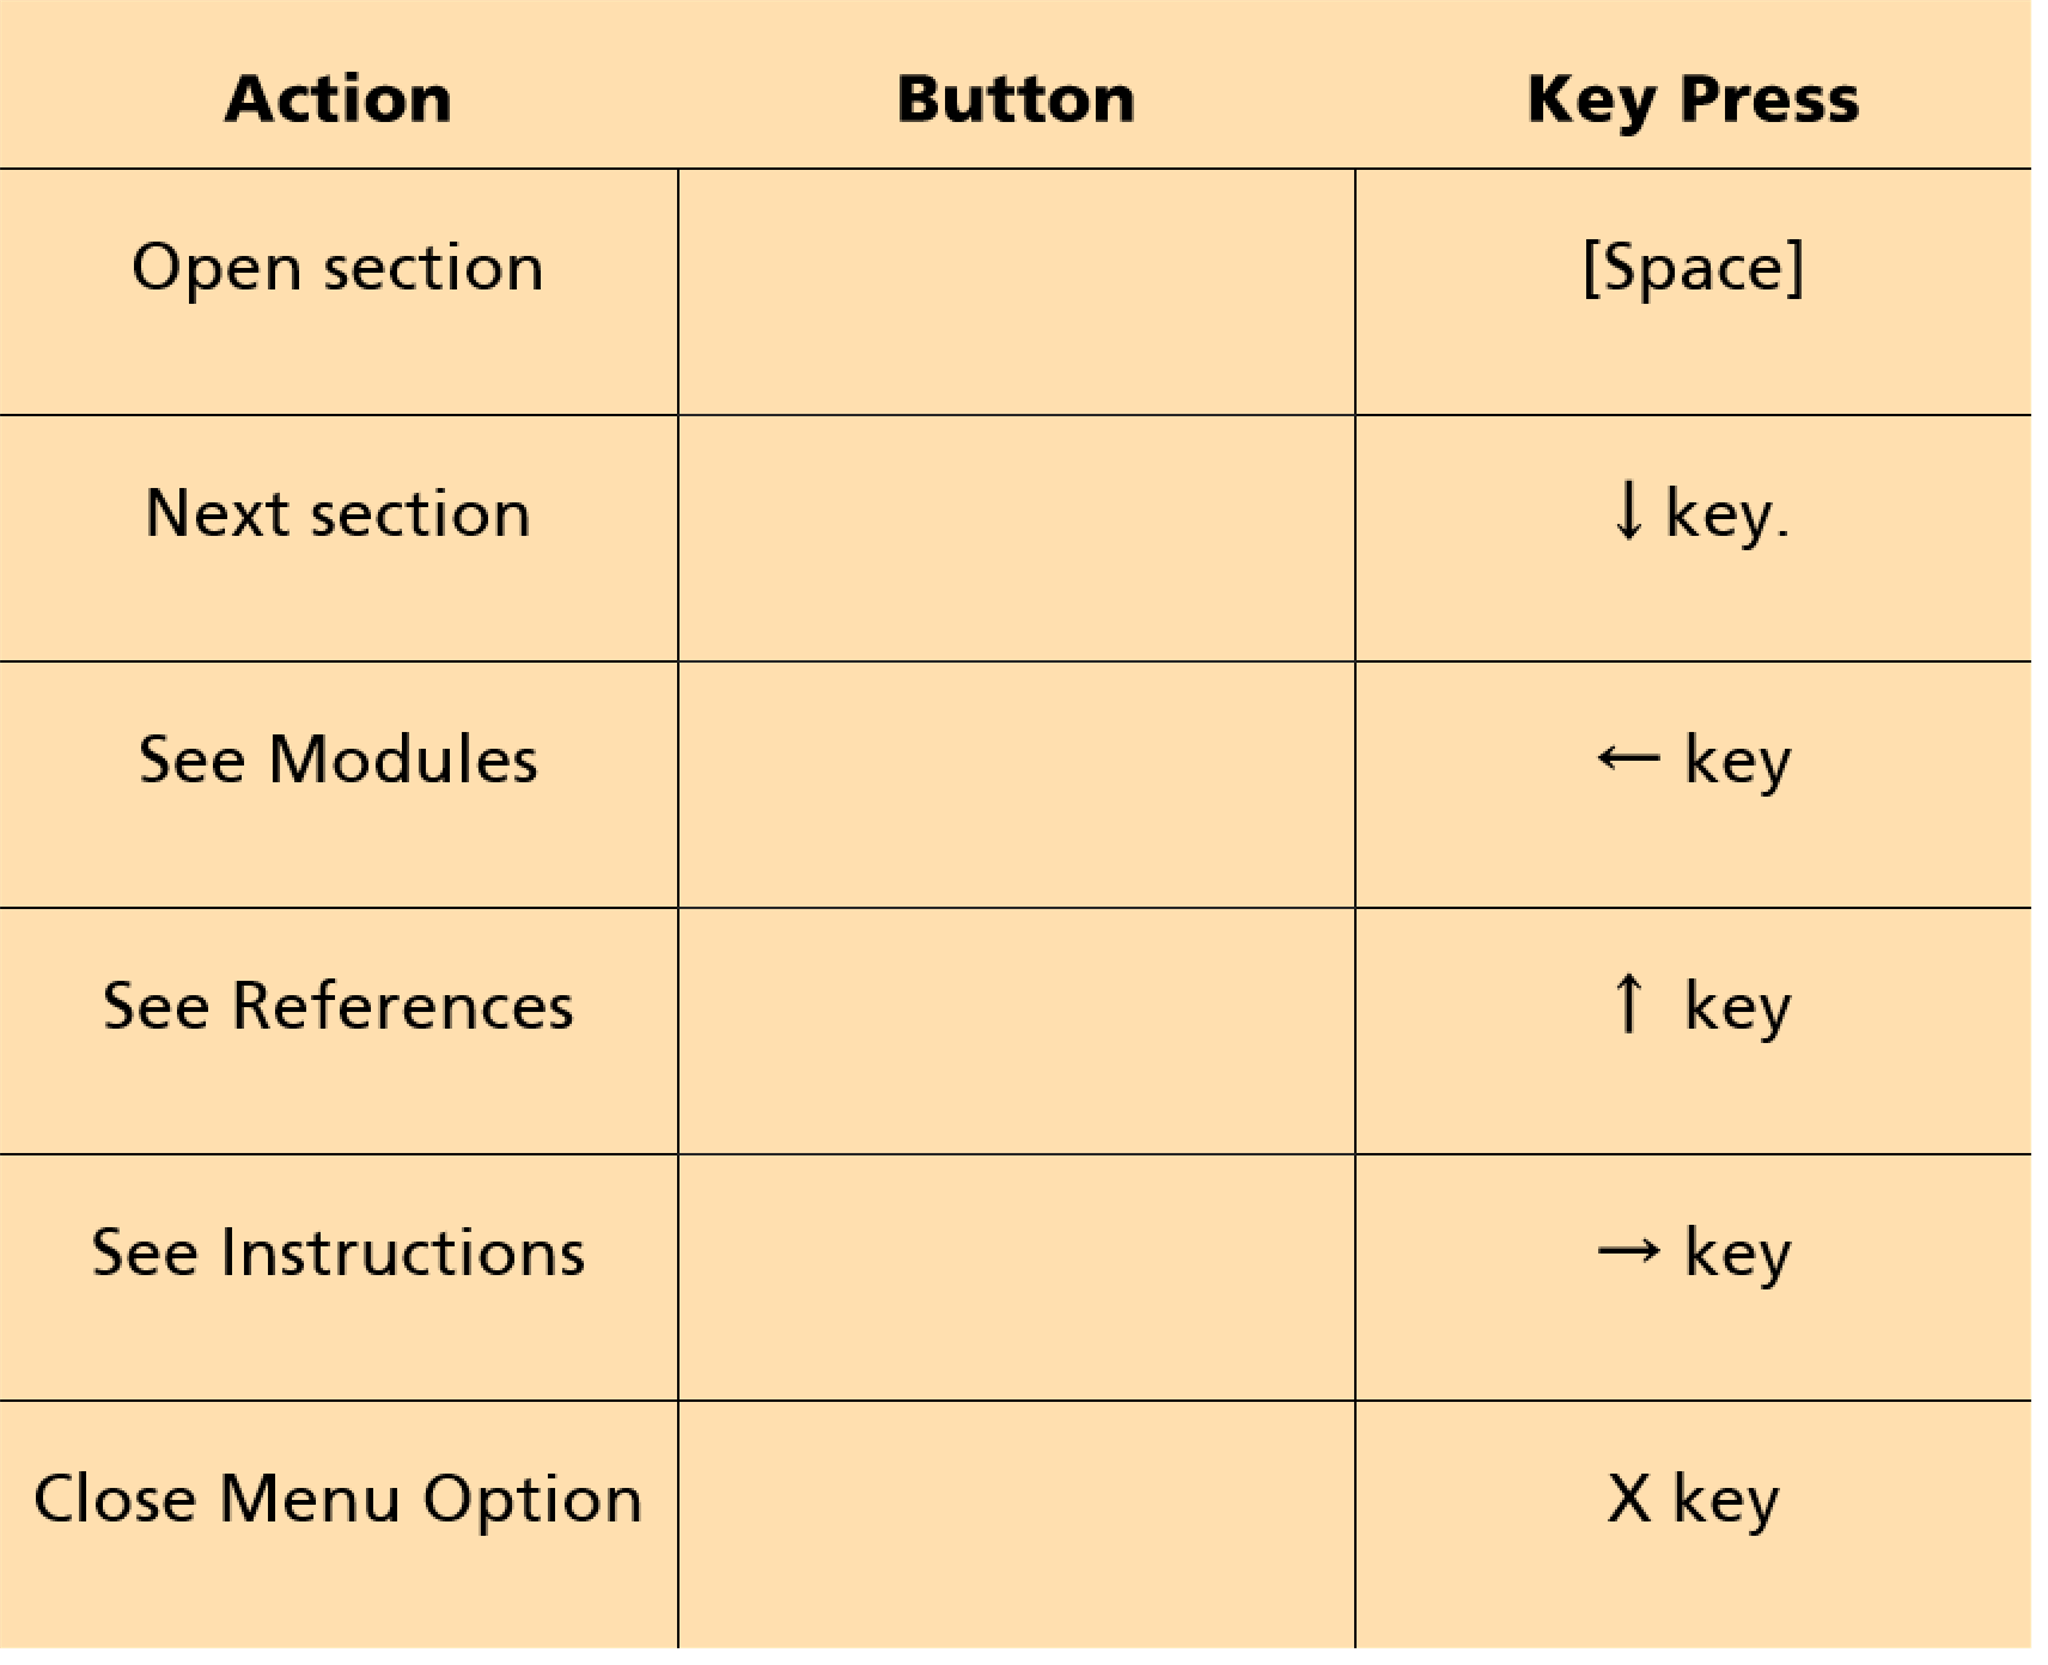 Action Button Key Press
Open section [Space]
Next section ↓ key.
See Modules ← key
See References ↑ key
See Instructions → key
Close Menu Option X key